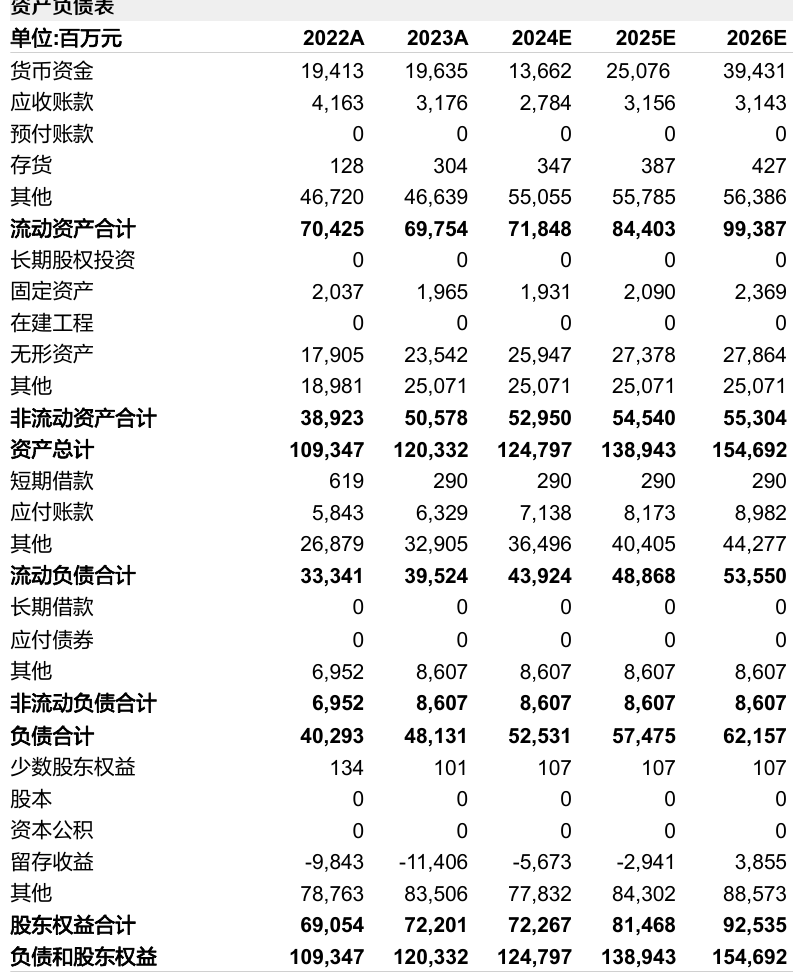 资产负债表
单位:百万元 2022A 2023A 2024E 2025E 2026E
货币资金 19,413 19,635 13,662 25,076 39,431
应收账款 4,163 3,176 2,784 3,156 3,143
预付账款 0 0 0 0 0
存货 128 304 347 387 427
其他 46,720 46,639 55,055 55,785 56,386
流动资产合计 70,425 69,754 71,848 84,403 99,387
长期股权投资 0 0 0 0 0
固定资产 2,037 1,965 1,931 2,090 2,369
在建工程 0 0 0 0 0
无形资产 17,905 23,542 25,947 27,378 27,864
其他 18,981 25,071 25,071 25,071 25,071
非流动资产合计 38,923 50,578 52,950 54,540 55,304
资产总计 109,347 120,332 124,797 138,943 154,692
短期借款 619 290 290 290 290
应付账款 5,843 6,329 7,138 8,173 8,982
其他 26,879 32,905 36,496 40,405 44,277
流动负债合计 33,341 39,524 43,924 48,868 53,550
长期借款 0 0 0 0 0
应付债券 0 0 0 0 0
其他 6,952 8,607 8,607 8,607 8,607
非流动负债合计 6,952 8,607 8,607 8,607 8,607
负债合计 40,293 48,131 52,531 57,475 62,157
少数股东权益 134 101 107 107 107
股本 0 0 0 0 0
资本公积 0 0 0 0 0
留存收益 -9,843 -11,406 -5,673 -2,941 3,855
其他 78,763 83,506 77,832 84,302 88,573
股东权益合计 69,054 72,201 72,267 81,468 92,535
负债和股东权益 109,347 120,332 124,797 138,943 154,692